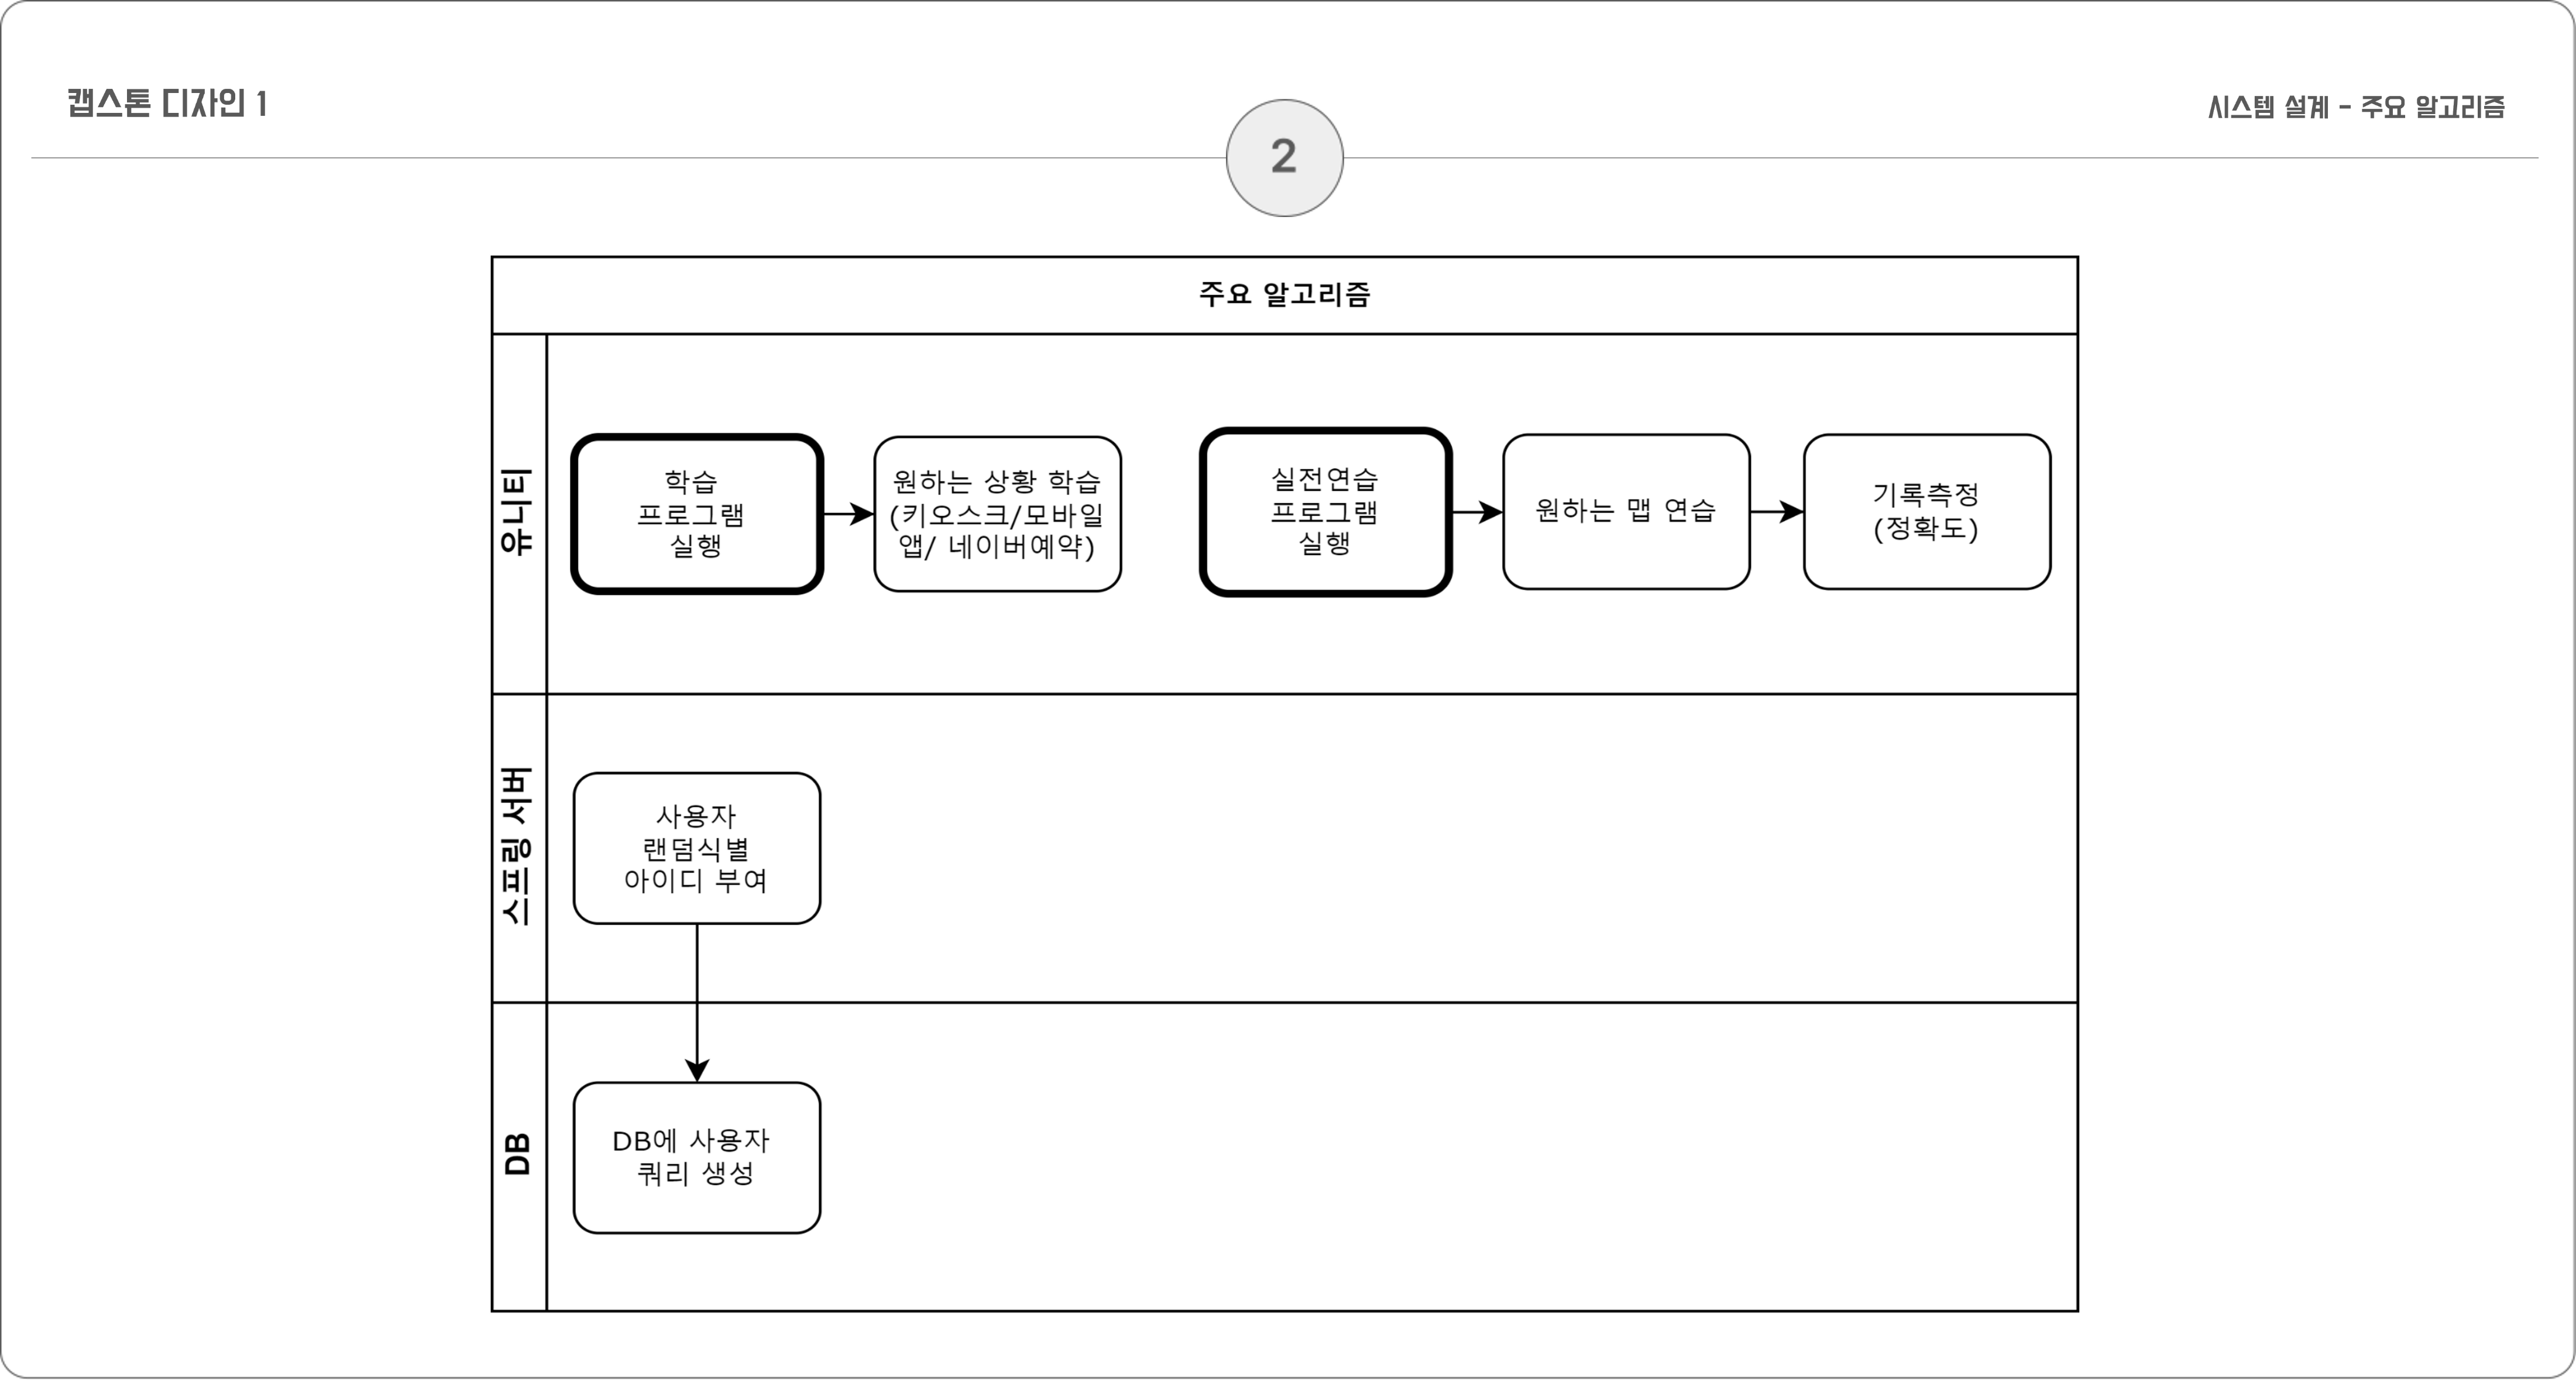 캡스톤 디자인 1
시스템 설계 - 주요 알고리즘
2
주요 알고리즘
유니티
학습
프로그램
실행
원하는 상황 학습
(키오스크/모바일
앱/ 네이버예약)
실전연습
프로그램
실행
원하는 맵 연습
기록측정
(정확도)
스프링 서버
사용자
랜덤식별
아이디 부여
DB
DB에 사용자
쿼리 생성